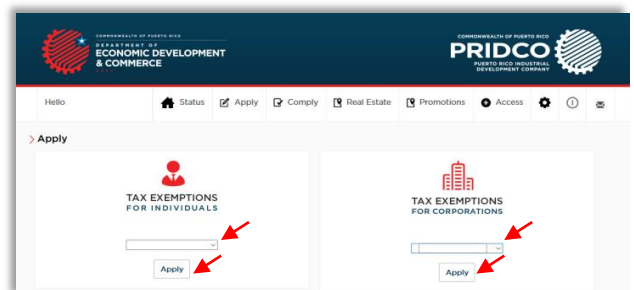 COMMONWEALTH OF PUERTO RICO
DEPARTMENT OF
ECONOMIC DEVELOPMENT
& COMMERCE
COMMONWEALTH OF PUERTO RICO
PRIDCO
PUERTO RICO INDUSTRIAL
DEVELOPMENT COMPANY
Hello Status Apply Comply Real Estate Promotions Access
> Apply
TAX EXEMPTIONS
FOR INDIVIDUALS
Apply
TAX EXEMPTIONS
FOR CORPORATIONS
Apply